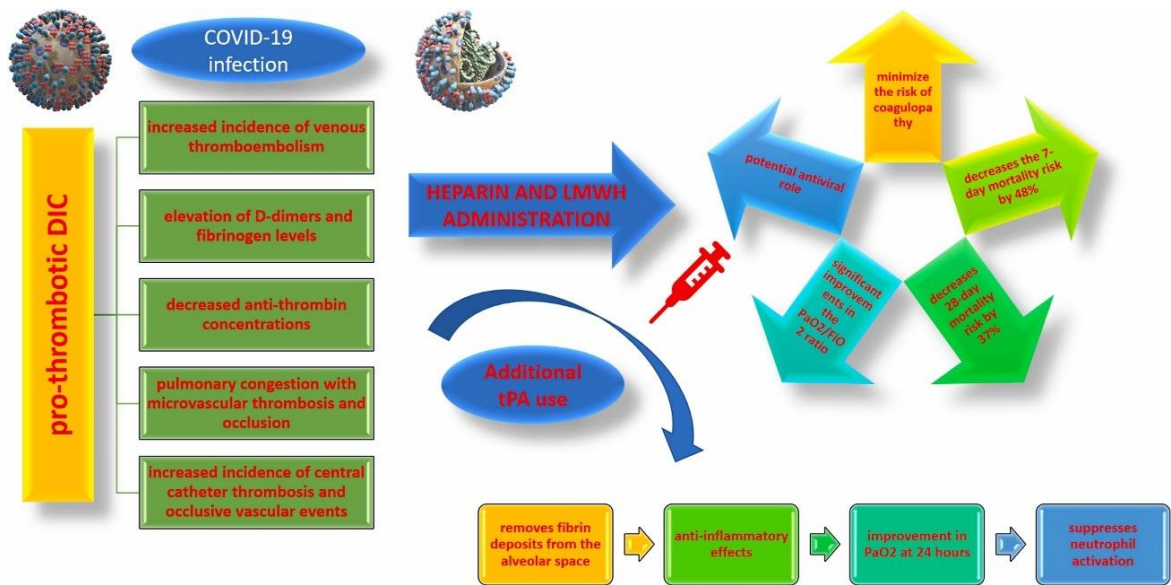 COVID-19
infection
pro-thrombotic DIC
increased incidence of venous
thromboembolism
elevation of D-dimers and
fibrinogen levels
decreased anti-thrombin
concentrations
pulmonary congestion with
microvascular thrombosis and
occlusion
increased incidence of central
catheter thrombosis and
occlusive vascular events
HEPARIN AND LMWH
ADMINISTRATION
Additional
tPA use
minimize
the risk of
coagulopa
thy
decreases the 7-
day mortality risk
by 48%
decreases
28-day
mortality
risk by
37%
significant
improvem
ents in
the
PaO2/FIO
2 ratio
potential antiviral
role
removes fibrin
deposits from the
alveolar space
anti-inflammatory
effects
improvement in
PaO2 at 24 hours
suppresses
neutrophil
activation